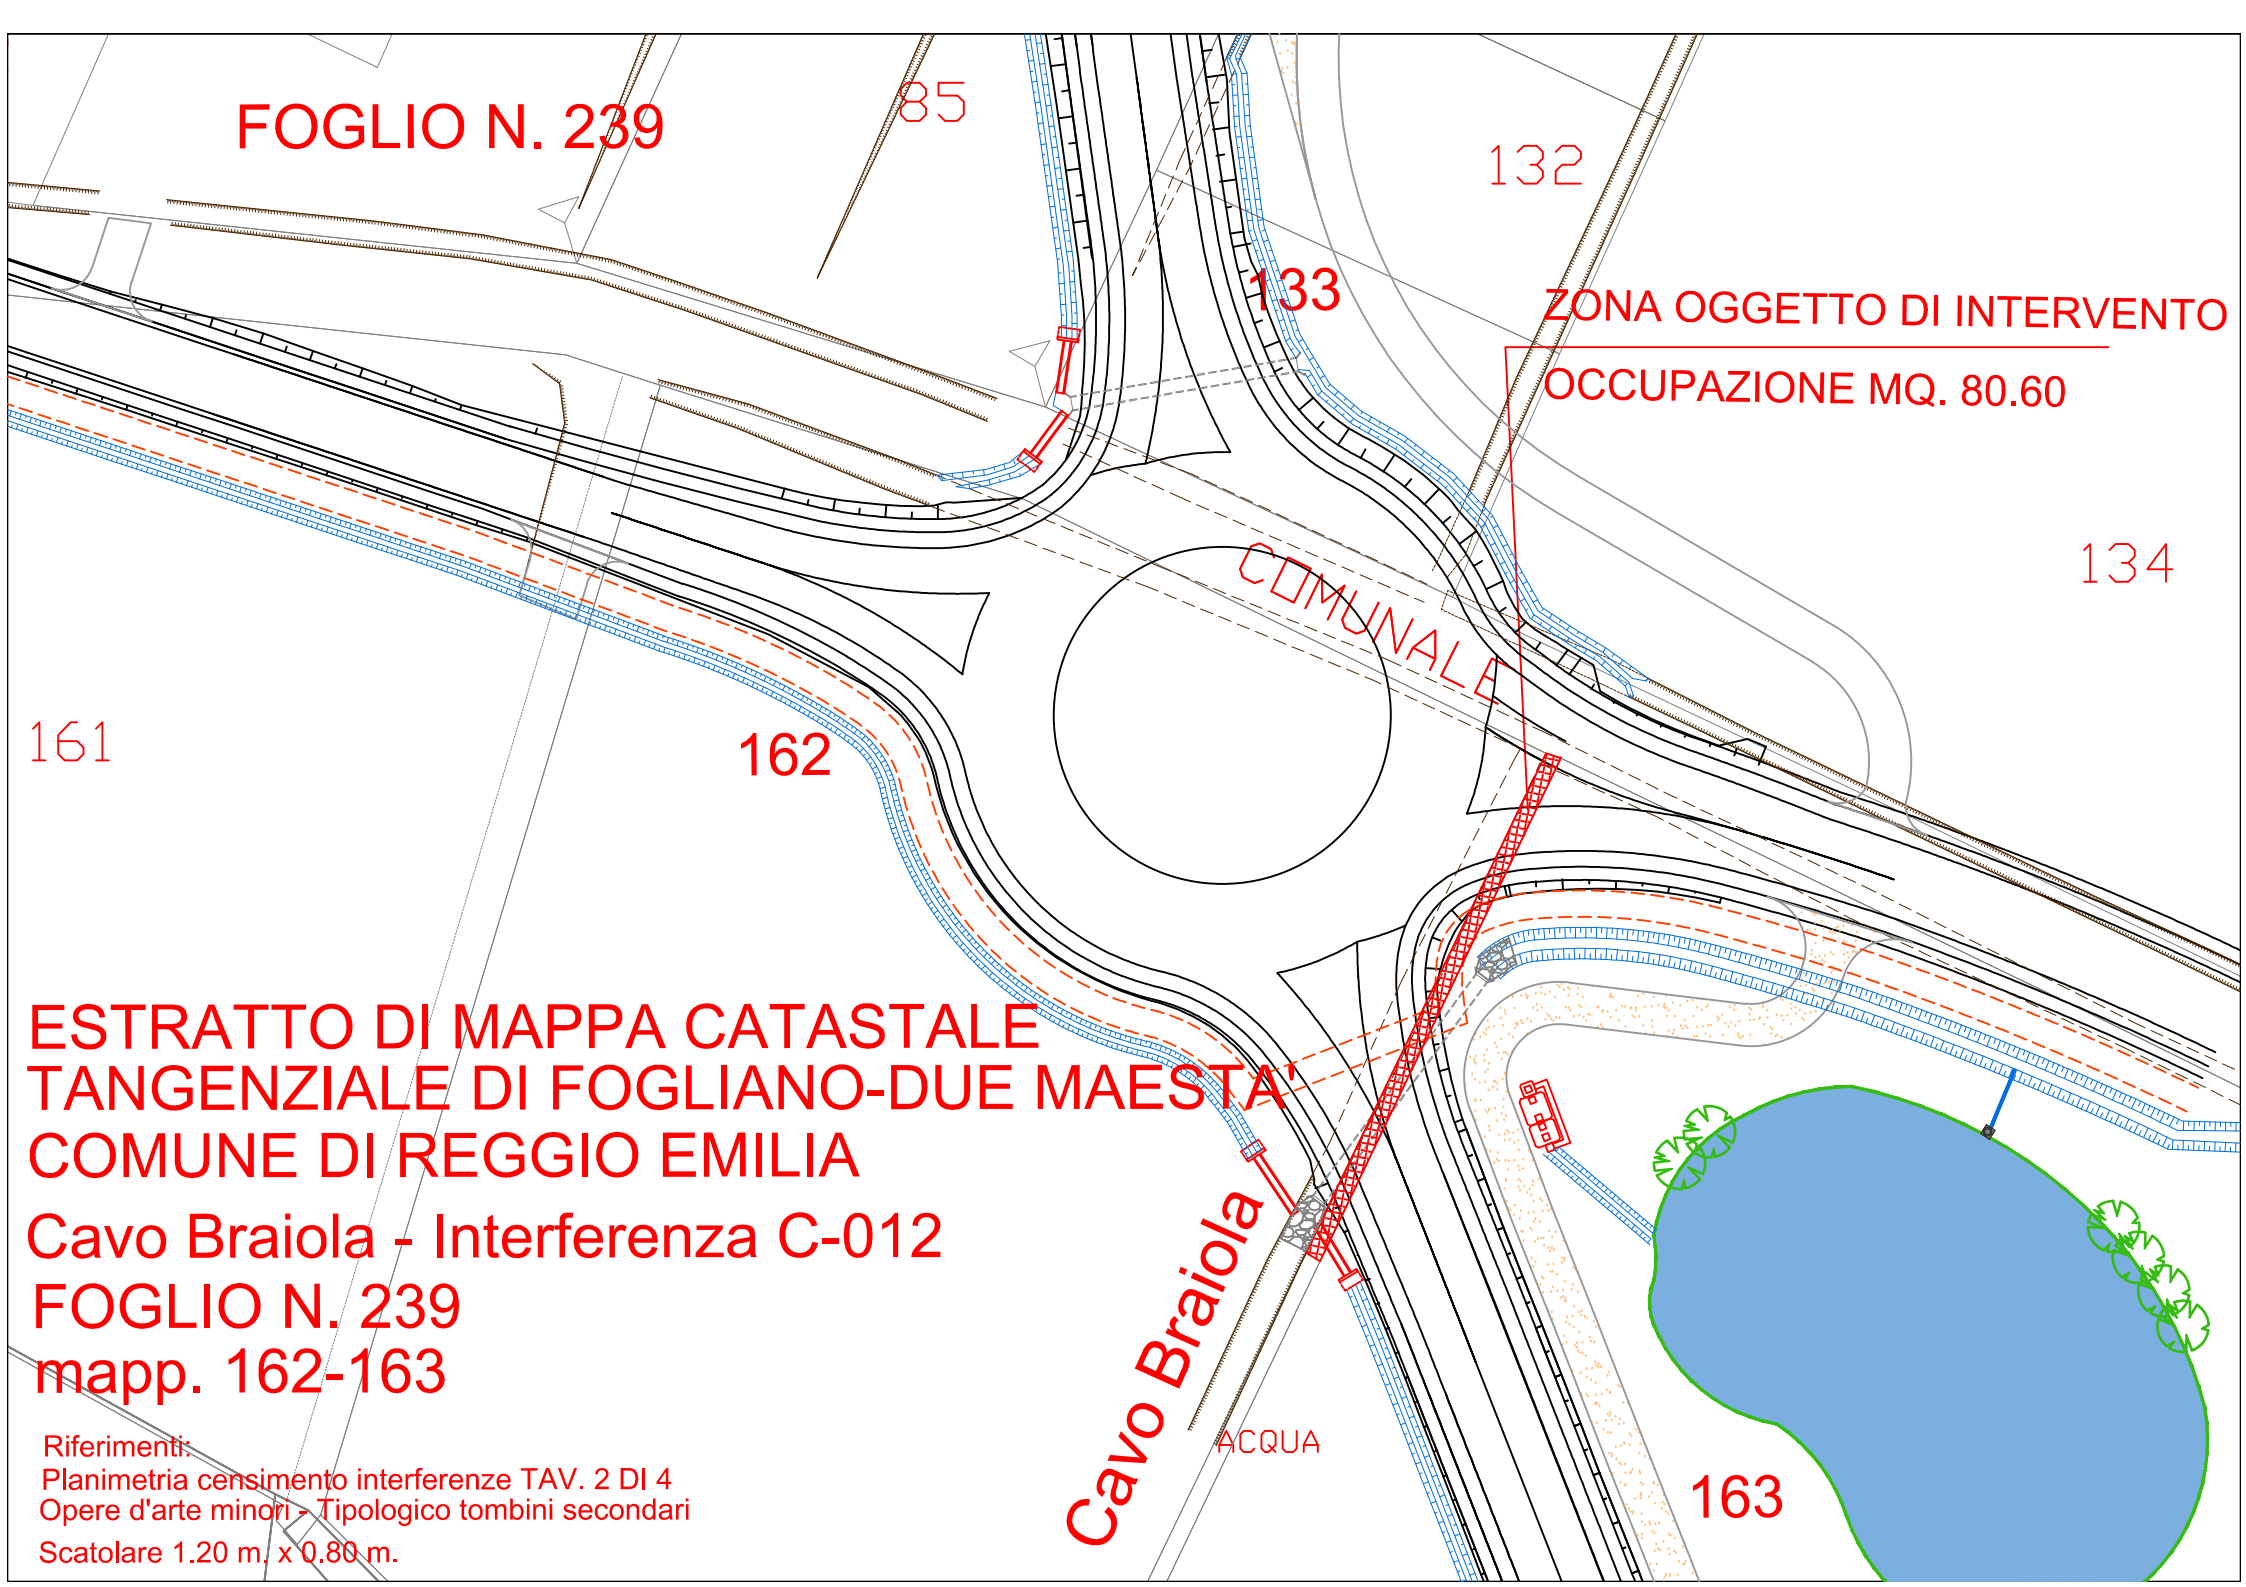 FOGLIO N. 239
85
132
133
ZONA OGGETTO DI INTERVENTO
OCCUPAZIONE MQ. 80.60
134
COMUNALE
161
162
ESTRATTO DI MAPPA CATASTALE
TANGENZIALE DI FOGLIANO-DUE MAESTA'
COMUNE DI REGGIO EMILIA
Cavo Braiola - Interferenza C-012
FOGLIO N. 239
mapp. 162-163
Cavo Braiola
ACQUA
163
Riferimenti:
Planimetria censimento interferenze TAV. 2 DI 4
Opere d'arte minori - Tipologico tombini secondari
Scatolare 1.20 m. x 0.80 m.